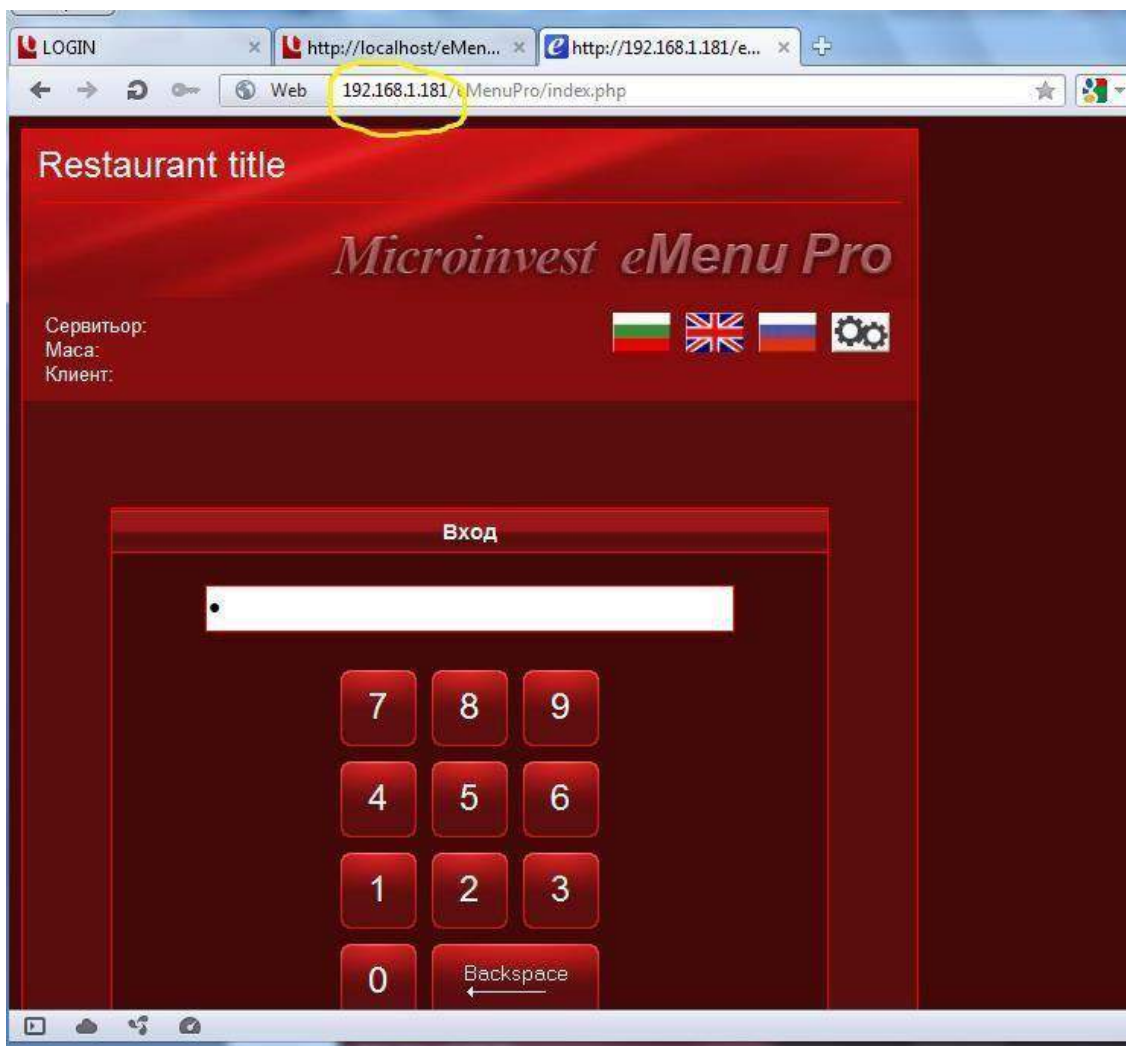 LOGIN
http://localhost/eMen...
http://192.168.1.181/e...
Web
192.168.1.181/eMenuPro/index.php
Restaurant title
Microinvest eMenu Pro
Сервитьор:
Маса:
Клиент:
Вход
7 8 9
4 5 6
1 2 3
0 Backspace